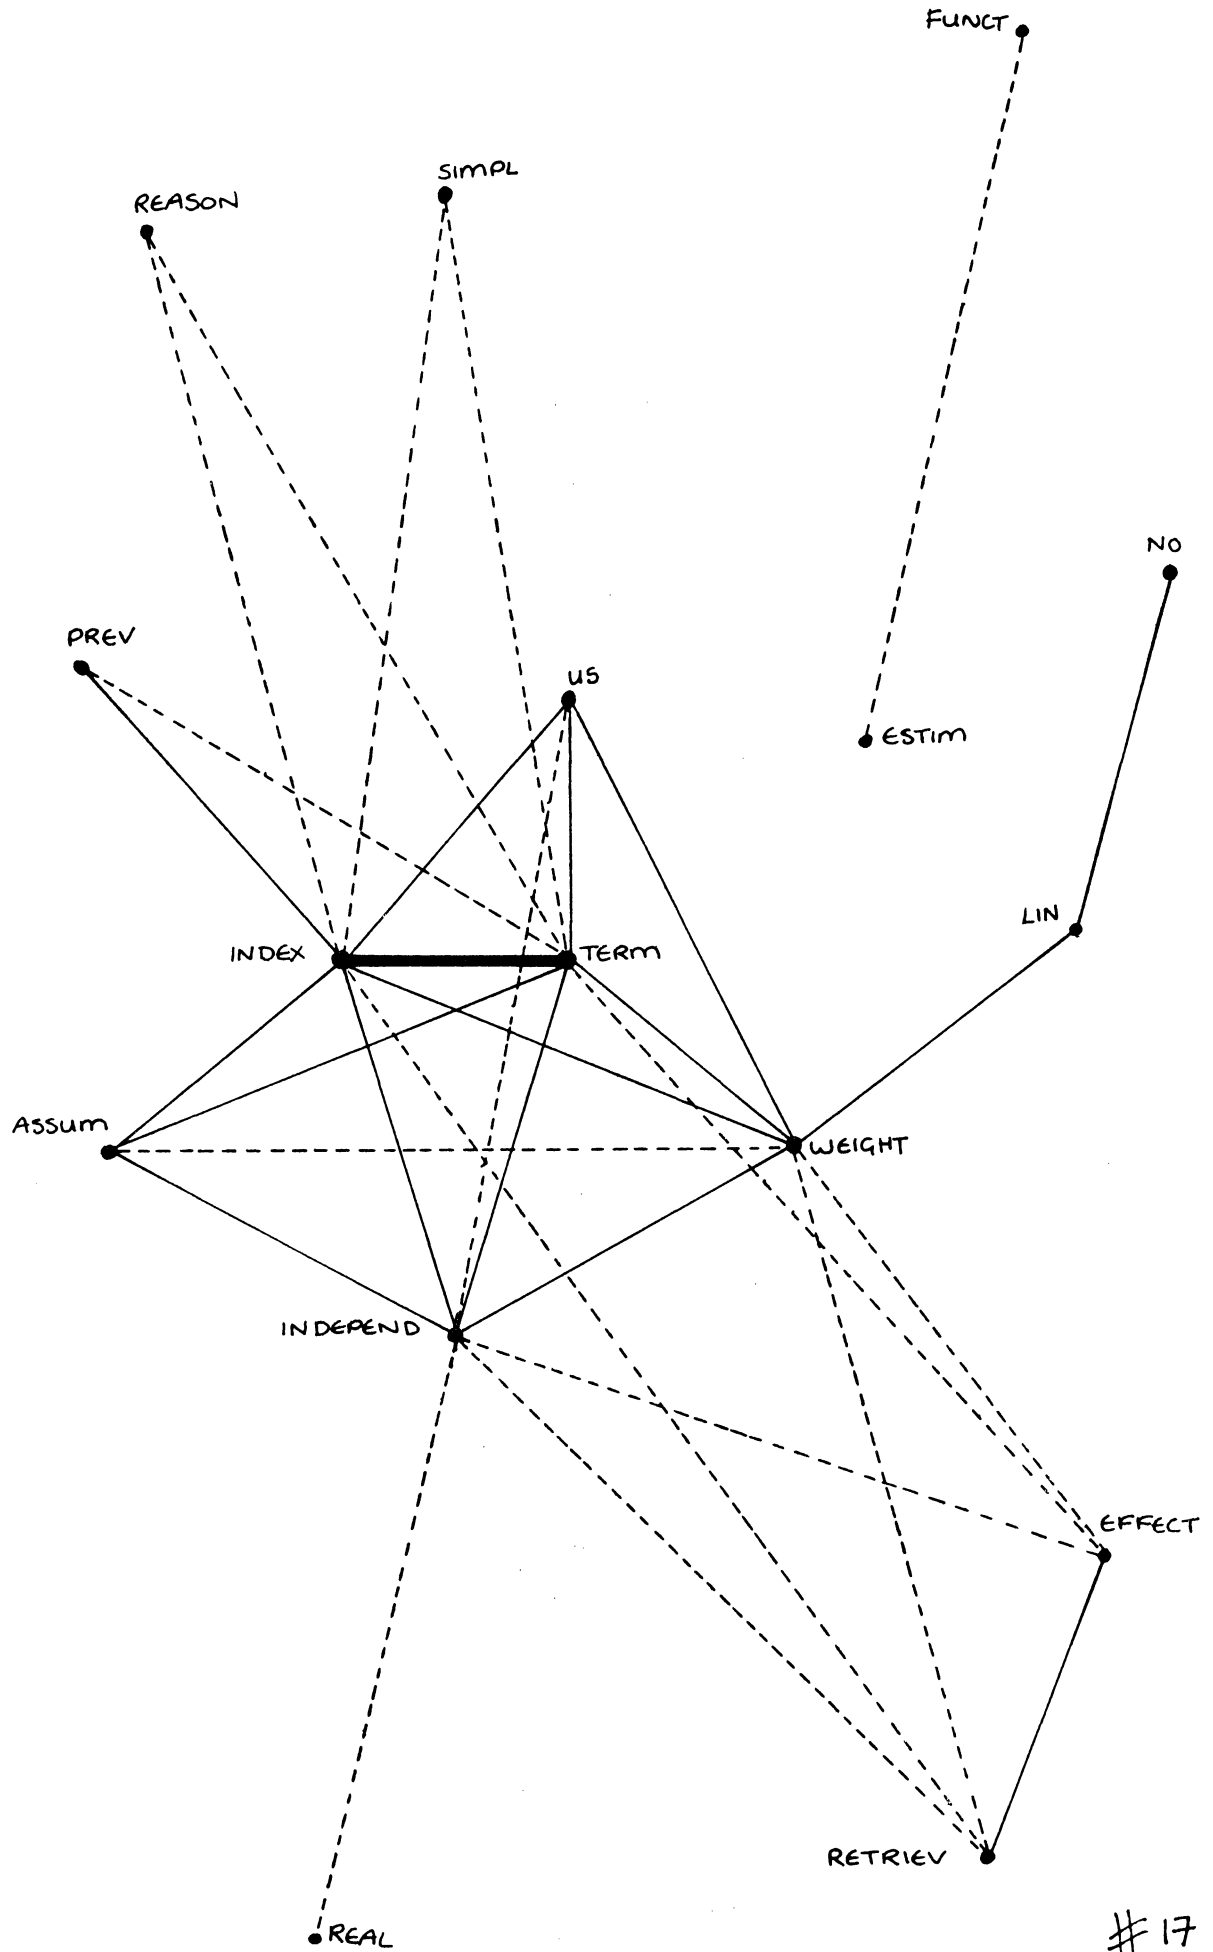 FUNCT
SIMPL
REASON
NO
PREV
US
ESTIM
LIN
INDEX
TERM
ASSUM
WEIGHT
INDEPEND
EFFECT
RETRIEV
REAL
# 17